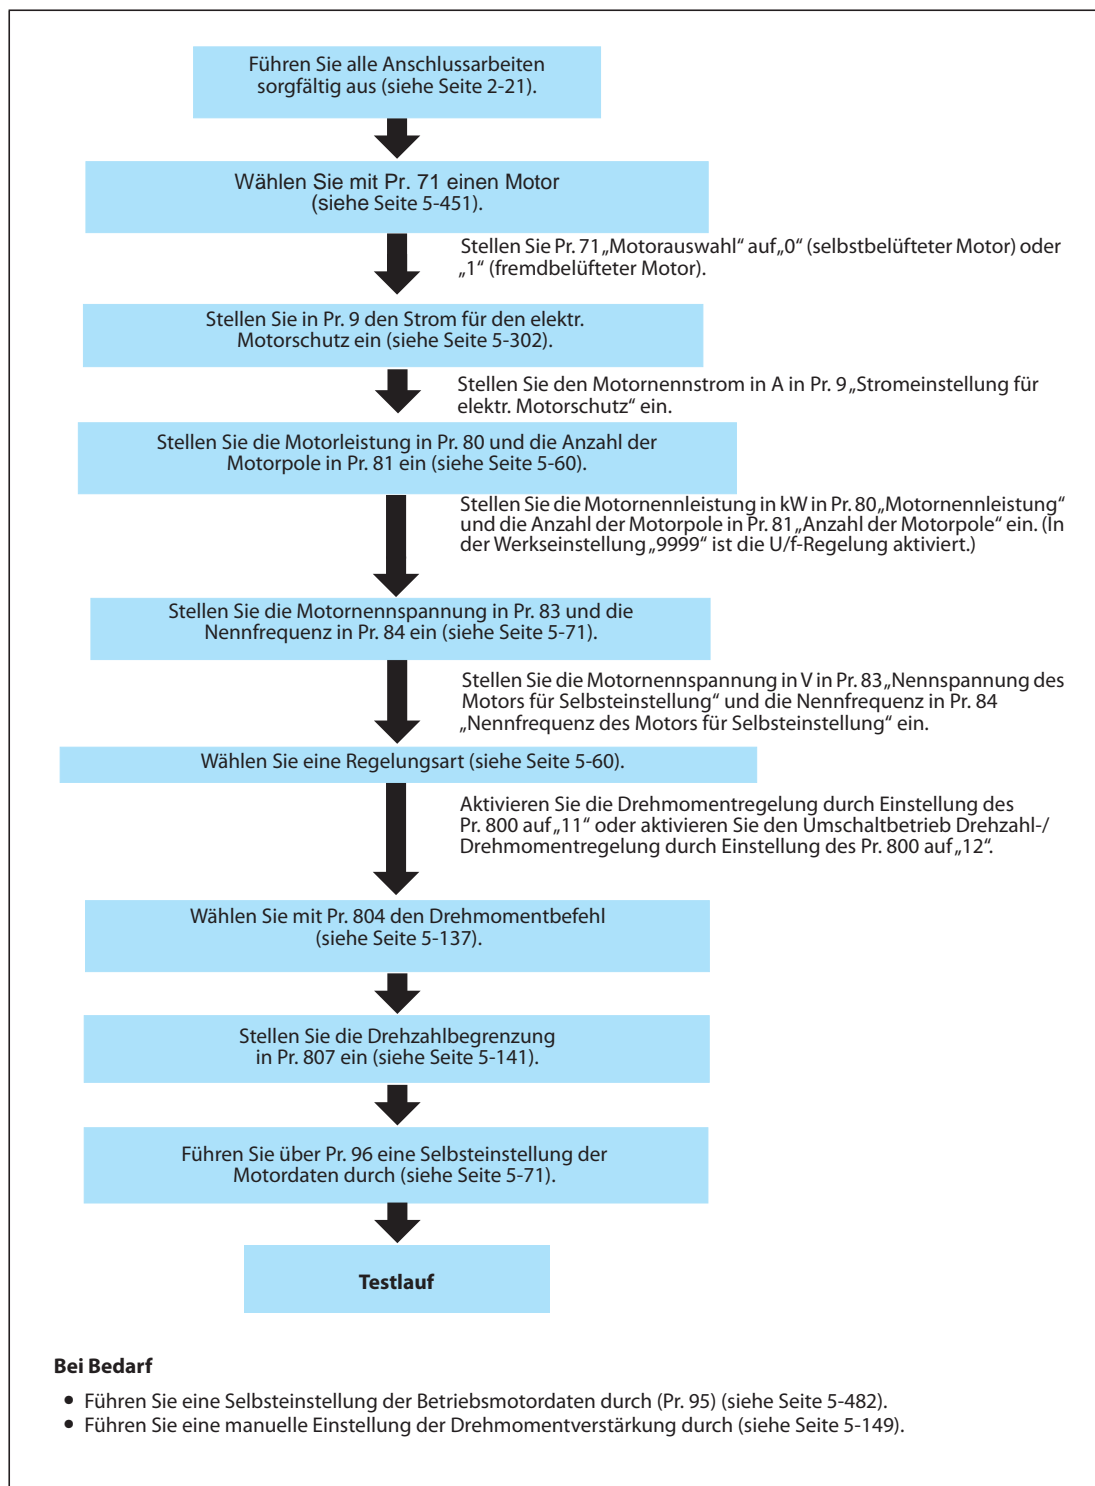 Führen Sie alle Anschlussarbeiten
sorgfältig aus (siehe Seite 2-21).
Wählen Sie mit Pr. 71 einen Motor
(siehe Seite 5-451).
Stellen Sie Pr. 71 „Motorauswahl“ auf „0“ (selbstbelüfteter Motor) oder
„1“ (fremdbelüfteter Motor).
Stellen Sie in Pr. 9 den Strom für den elektr.
Motorschutz ein (siehe Seite 5-302).
Stellen Sie den Motornennstrom in A in Pr. 9 „Stromeinstellung für
elektr. Motorschutz“ ein.
Stellen Sie die Motorleistung in Pr. 80 und die Anzahl der
Motorpole in Pr. 81 ein (siehe Seite 5-60).
Stellen Sie die Motornennleistung in kW in Pr. 80 „Motornennleistung“
und die Anzahl der Motorpole in Pr. 81 „Anzahl der Motorpole“ ein. (In
der Werkseinstellung „9999“ ist die U/f-Regelung aktiviert.)
Stellen Sie die Motornennspannung in Pr. 83 und die
Nennfrequenz in Pr. 84 ein (siehe Seite 5-71).
Stellen Sie die Motornennspannung in V in Pr. 83 „Nennspannung des
Motors für Selbsteinstellung“ und die Nennfrequenz in Pr. 84
„Nennfrequenz des Motors für Selbsteinstellung“ ein.
Wählen Sie eine Regelungsart (siehe Seite 5-60).
Aktivieren Sie die Drehmomentregelung durch Einstellung des
Pr. 800 auf „11“ oder aktivieren Sie den Umschaltbetrieb Drehzahl-/
Drehmomentregelung durch Einstellung des Pr. 800 auf „12“.
Wählen Sie mit Pr. 804 den Drehmomentbefehl
(siehe Seite 5-137).
Stellen Sie die Drehzahlbegrenzung
in Pr. 807 ein (siehe Seite 5-141).
Führen Sie über Pr. 96 eine Selbsteinstellung der
Motordaten durch (siehe Seite 5-71).
Testlauf
Bei Bedarf
● Führen Sie eine Selbsteinstellung der Betriebsmotordaten durch (Pr. 95) (siehe Seite 5-482).
● Führen Sie eine manuelle Einstellung der Drehmomentverstärkung durch (siehe Seite 5-149).